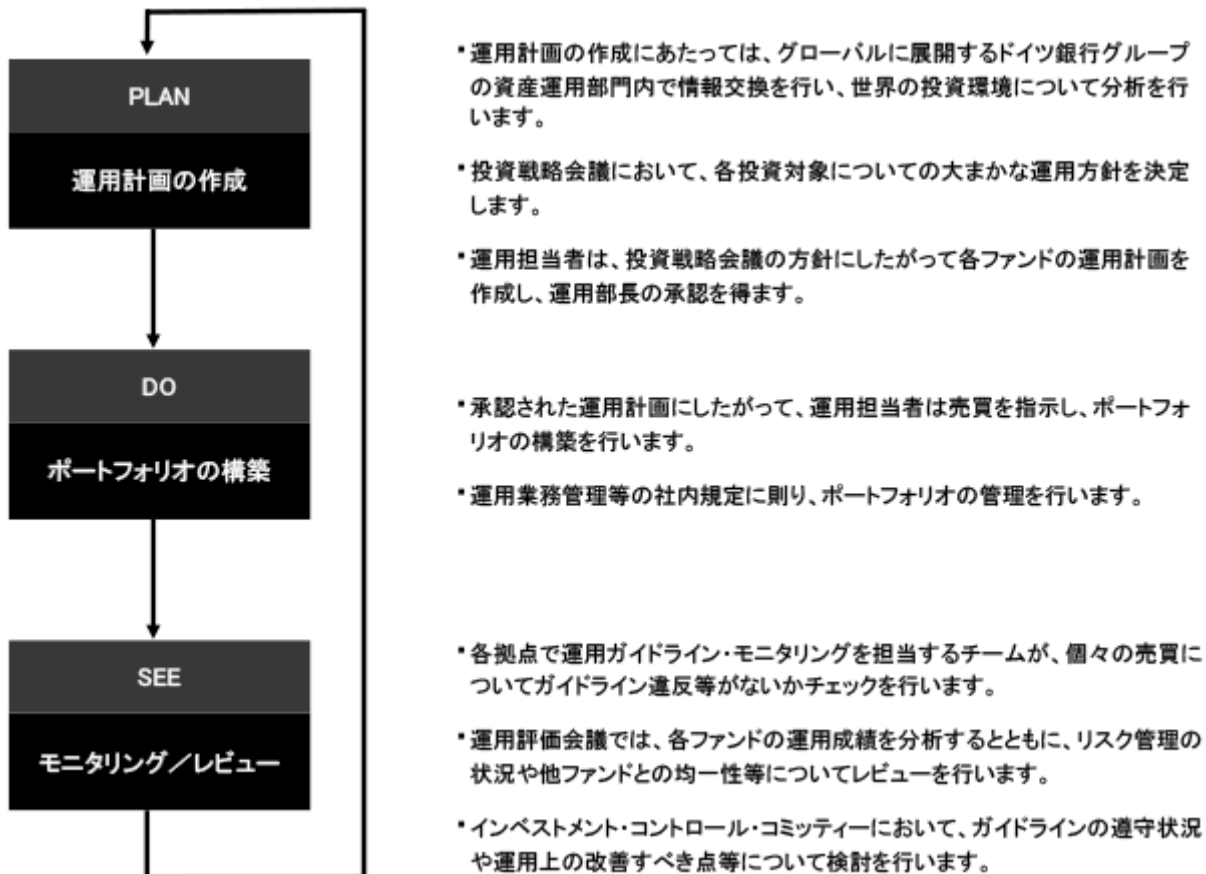 PLAN
運用計画の作成
▪運用計画の作成にあたっては、グローバルに展開するドイツ銀行グループ
の資産運用部門内で情報交換を行い、世界の投資環境について分析を行
います。
▪投資戦略会議において、各投資対象についての大まかな運用方針を決定
します。
▪運用担当者は、投資戦略会議の方針にしたがって各ファンドの運用計画を
作成し、運用部長の承認を得ます。
DO
ポートフォリオの構築
▪承認された運用計画にしたがって、運用担当者は売買を指示し、ポートフォ
リオの構築を行います。
▪運用業務管理等の社内規定に則り、ポートフォリオの管理を行います。
SEE
モニタリング／レビュー
▪各拠点で運用ガイドライン・モニタリングを担当するチームが、個々の売買に
ついてガイドライン違反等がないかチェックを行います。
▪運用評価会議では、各ファンドの運用成績を分析するとともに、リスク管理の
状況や他ファンドとの均一性等についてレビューを行います。
▪インベストメント・コントロール・コミッティーにおいて、ガイドラインの遵守状況
や運用上の改善すべき点等について検討を行います。